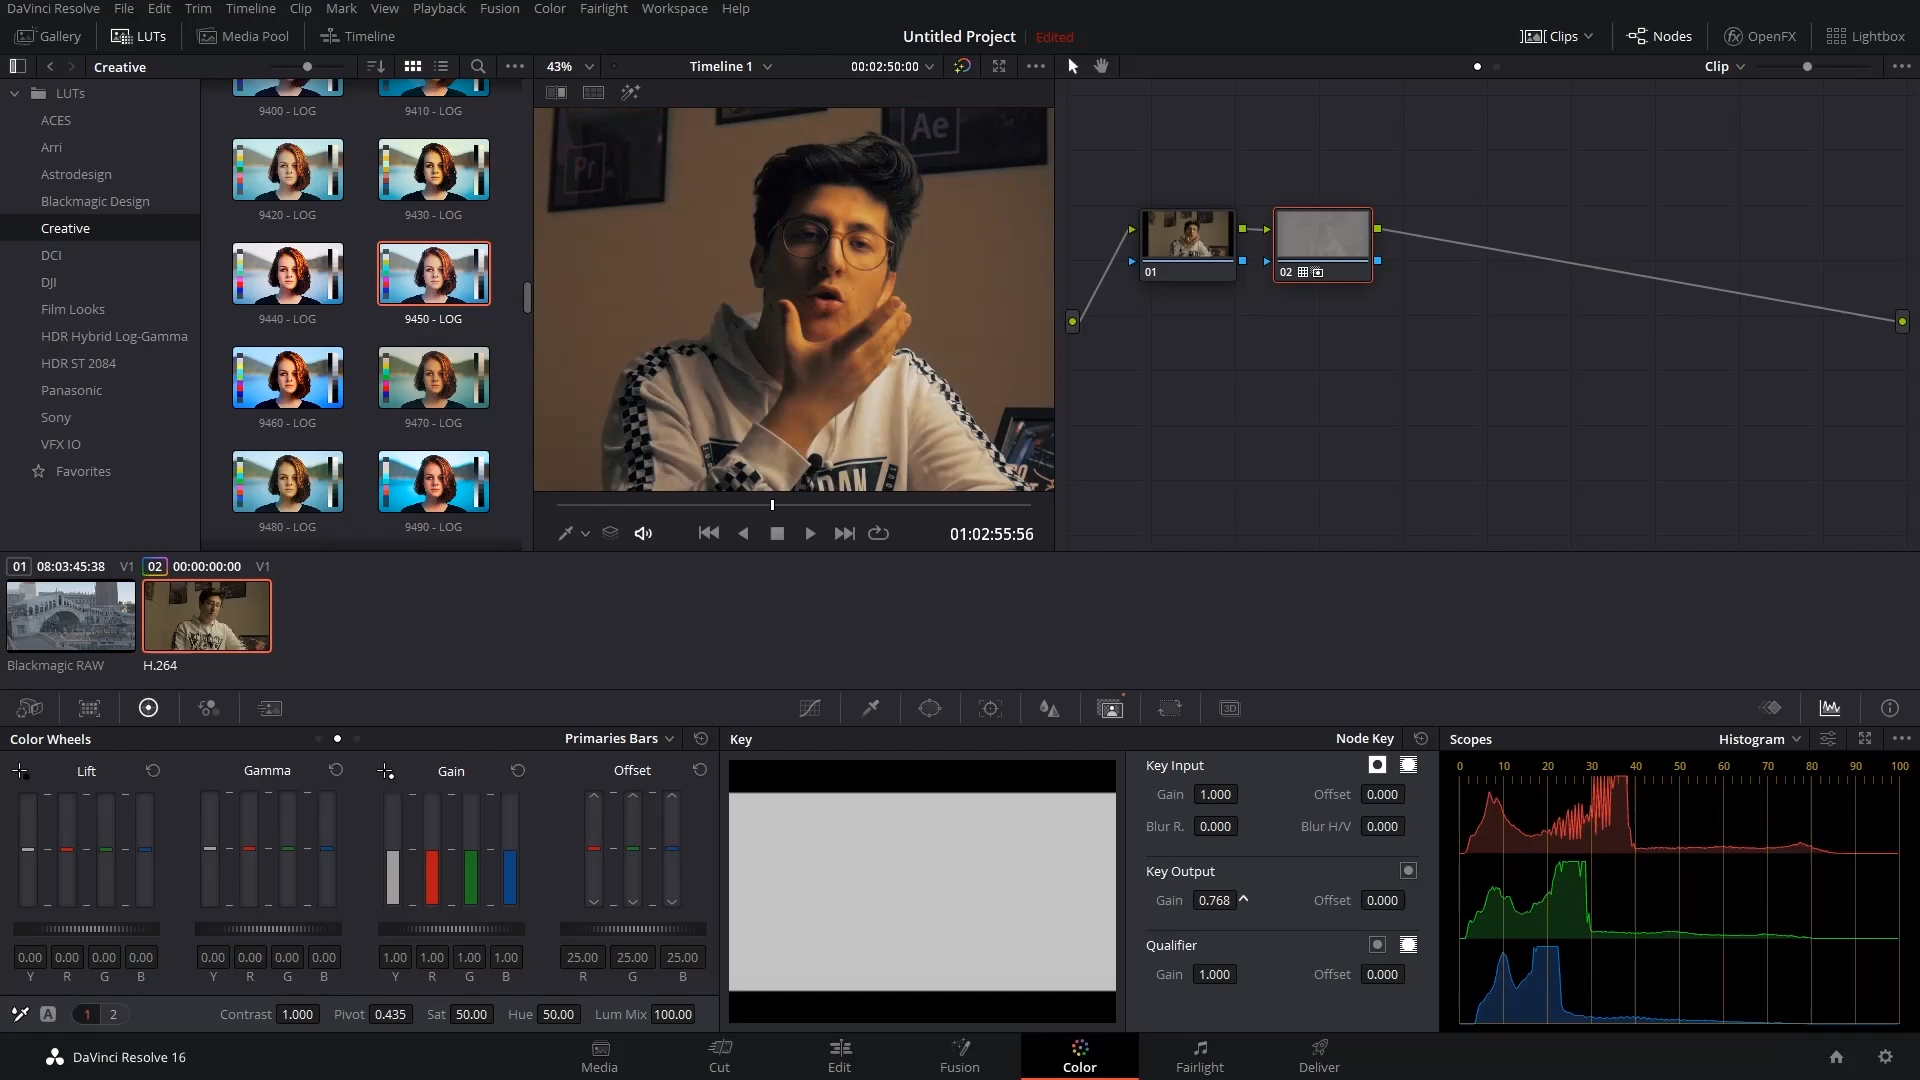 DaVinci Resolve File Edit Trim Timeline Clip Mark View Playback Fusion Color Fairlight Workspace Help
Gallery LUTs Media Pool Timeline Untitled Project Edited Clips Nodes fx OpenFX Lightbox
Creative 43% Timeline 1 00:02:50:00 Clip
LUTs
ACES
Arri
Astrodesign
Blackmagic Design
Creative
DCI
DJI
Film Looks
HDR Hybrid Log-Gamma
HDR ST 2084
Panasonic
Sony
VFX IO
Favorites
9400 - LOG 9410 - LOG
9420 - LOG 9430 - LOG
9440 - LOG 9450 - LOG
9460 - LOG 9470 - LOG
9480 - LOG 9490 - LOG
Pr
Ae
01:02:55:56
01
02
01 08:03:45:38 V1 02 00:00:00:00 V1
Blackmagic RAW H.264
3D
Color Wheels Primaries Bars
Lift Gamma Gain Offset
0.00 0.00 0.00 0.00 0.00 0.00 0.00 0.00 1.00 1.00 1.00 1.00 25.00 25.00 25.00
Y R G B Y R G B Y R G B R G B
A 1 2 Contrast 1.000 Pivot 0.435 Sat 50.00 Hue 50.00 Lum Mix 100.00
Key Node Key
Key Input
Gain 1.000 Offset 0.000
Blur R. 0.000 Blur H/V 0.000
Key Output
Gain 0.768 Offset 0.000
Qualifier
Gain 1.000 Offset 0.000
Scopes Histogram
0 10 20 30 40 50 60 70 80 90 100
DaVinci Resolve 16 Media Cut Edit Fusion Color Fairlight Deliver